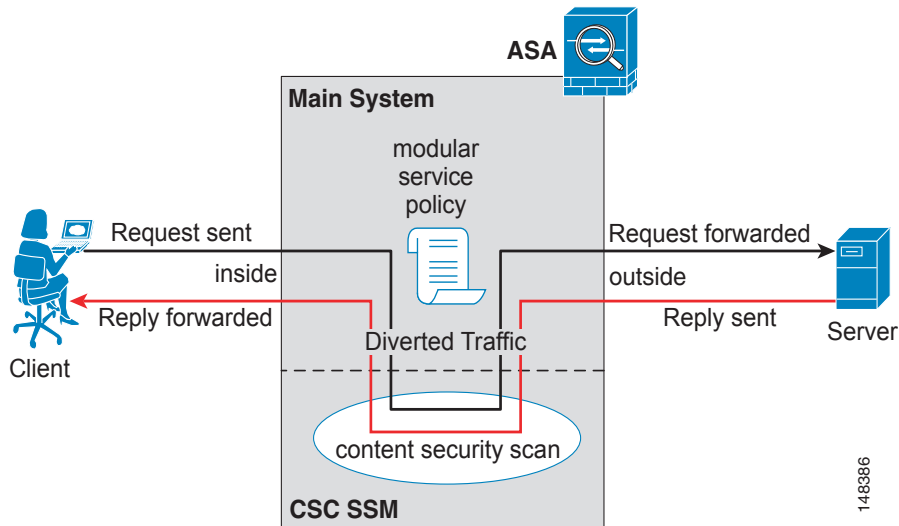 ASA
Main System
modular
service
policy
Request sent
Request forwarded
inside
outside
Reply forwarded
Reply sent
Diverted Traffic
Client
Server
content security scan
CSC SSM
148386